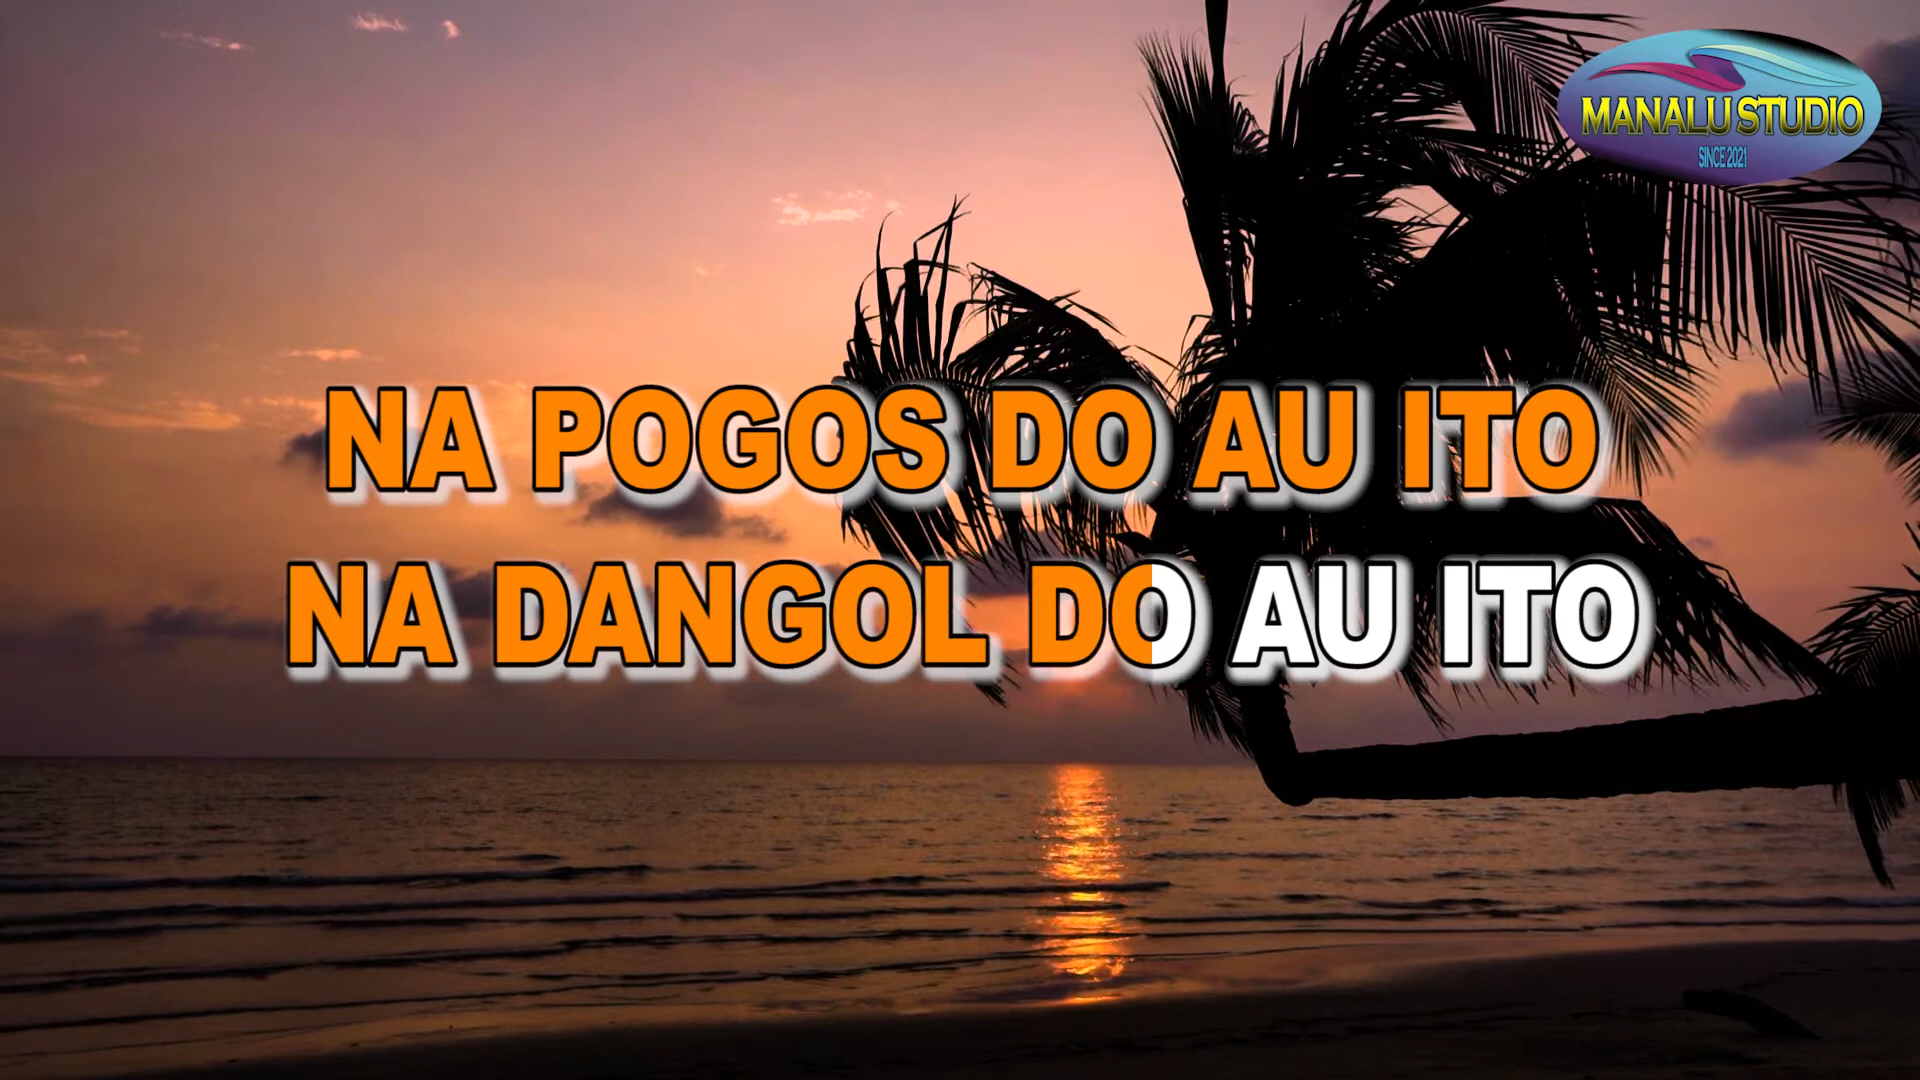 MANALU STUDIO
SINCE 2021
NA POGOS DO AU ITO
NA DANGOL DO AU ITO